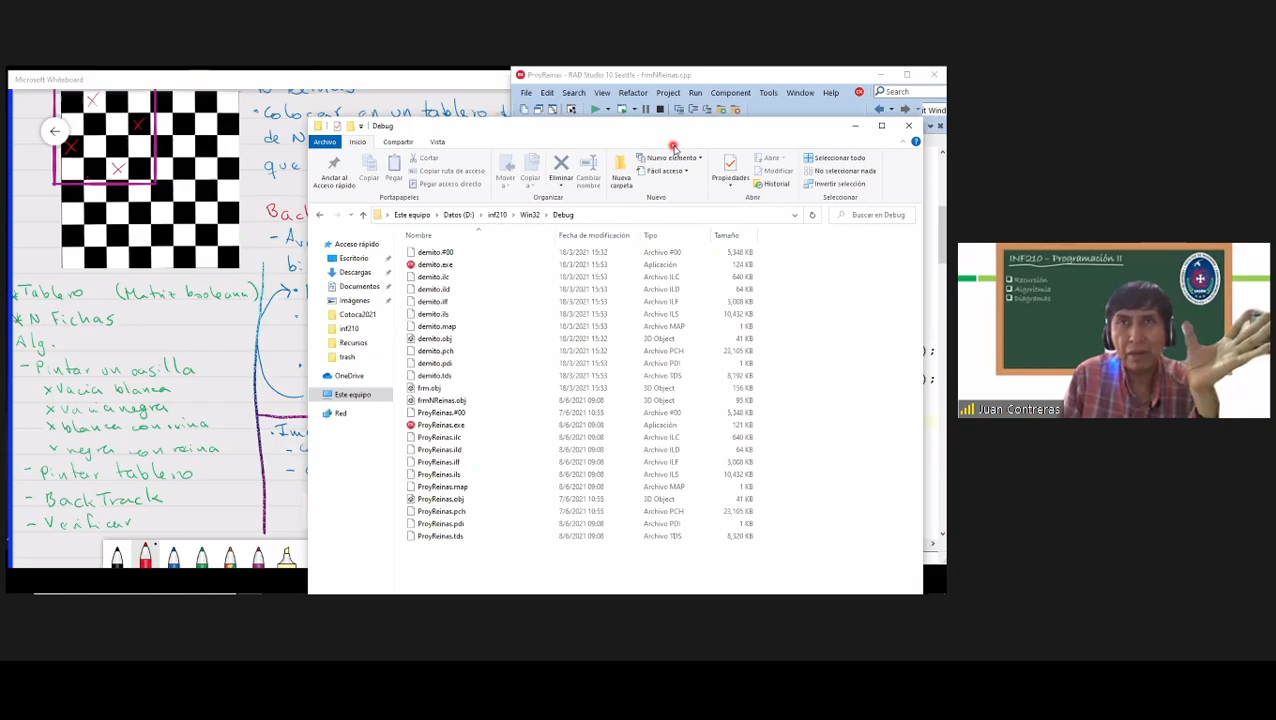 Microsoft Whiteboard
N Reinas
• Colocar en un tablero
de N
que
Back
- Av
bi
*Tablero (Matriz booleana)
*N Fichas
Alg.
- Pintar un casilla
* vacia blanca
* vacia negra
* blanca con reina
* negra con reina
- Pintar tablero
- BackTrack
- Verificar
ProyReinas - RAD Studio 10 Seattle - frmNReinas.cpp
File Edit Search View Refactor Project Run Component Tools Window Help Search
Debug
Archivo Inicio Compartir Vista
Anclar al Acceso rápido
Copiar
Pegar
Cortar
Copiar ruta de acceso
Pegar acceso directo
Portapapeles
Mover a
Copiar a
Eliminar
Cambiar nombre
Organizar
Nueva carpeta
Nuevo elemento
Fácil acceso
Nuevo
Propiedades
Abrir
Modificar
Historial
Abrir
Seleccionar todo
No seleccionar nada
Invertir selección
Seleccionar
Este equipo > Datos (D:) > inf210 > Win32 > Debug
Buscar en Debug
Acceso rápido
Escritorio
Descargas
Documentos
Imágenes
Cotoca2021
inf210
Recursos
trash
OneDrive
Este equipo
Red
Nombre Fecha de modificación Tipo Tamaño
demito.#00 18/3/2021 15:32 Archivo #00 5,348 KB
demito.exe 18/3/2021 15:53 Aplicación 124 KB
demito.ilc 18/3/2021 15:53 Archivo ILC 640 KB
demito.ild 18/3/2021 15:53 Archivo ILD 64 KB
demito.ilf 18/3/2021 15:53 Archivo ILF 3,008 KB
demito.ils 18/3/2021 15:53 Archivo ILS 10,432 KB
demito.map 18/3/2021 15:53 Archivo MAP 1 KB
demito.obj 18/3/2021 15:32 3D Object 41 KB
demito.pch 18/3/2021 15:32 Archivo PCH 23,105 KB
demito.pdi 18/3/2021 15:53 Archivo PDI 1 KB
demito.tds 18/3/2021 15:53 Archivo TDS 8,192 KB
frm.obj 18/3/2021 15:53 3D Object 156 KB
frmNReinas.obj 8/6/2021 09:08 3D Object 95 KB
ProyReinas.#00 7/6/2021 10:55 Archivo #00 5,348 KB
ProyReinas.exe 8/6/2021 09:08 Aplicación 121 KB
ProyReinas.ilc 8/6/2021 09:08 Archivo ILC 640 KB
ProyReinas.ild 8/6/2021 09:08 Archivo ILD 64 KB
ProyReinas.ilf 8/6/2021 09:08 Archivo ILF 3,008 KB
ProyReinas.ils 8/6/2021 09:08 Archivo ILS 10,432 KB
ProyReinas.map 8/6/2021 09:08 Archivo MAP 1 KB
ProyReinas.obj 7/6/2021 10:55 3D Object 41 KB
ProyReinas.pch 7/6/2021 10:55 Archivo PCH 23,105 KB
ProyReinas.pdi 8/6/2021 09:08 Archivo PDI 1 KB
ProyReinas.tds 8/6/2021 09:08 Archivo TDS 8,320 KB
INF210 - Programación II
Recursión
Algoritmia
Diagramas
Juan Contreras